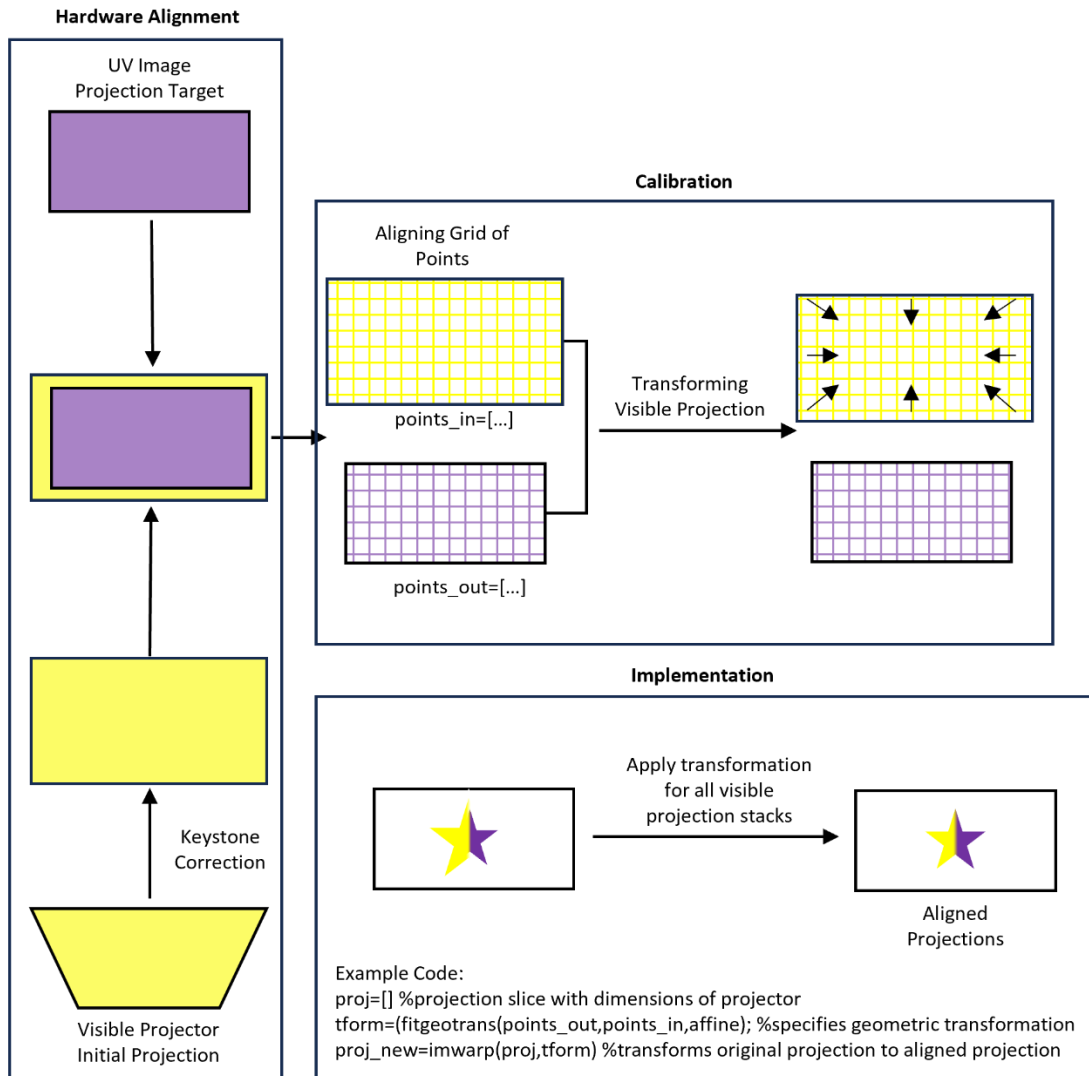 Hardware Alignment
UV Image
Projection Target
Keystone
Correction
Visible Projector
Initial Projection
Calibration
Aligning Grid of
Points
points_in=[...]
points_out=[...]
Transforming
Visible Projection
Implementation
Apply transformation
for all visible
projection stacks
Aligned
Projections
Example Code:
proj=[] %projection slice with dimensions of projector
tform=(fitgeotrans(points_out,points_in,affine); %specifies geometric transformation
proj_new=imwarp(proj,tform) %transforms original projection to aligned projection